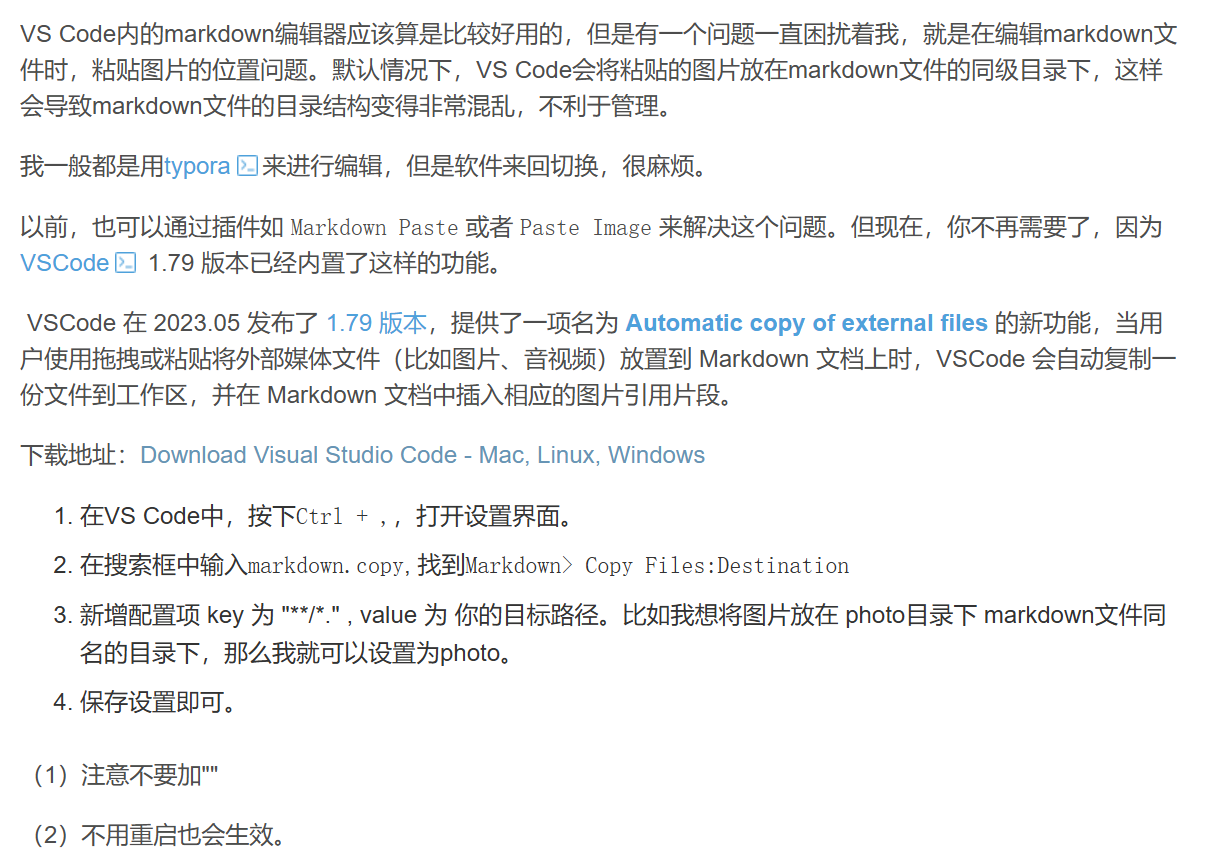 VS Code内的markdown编辑器应该算是比较好用的，但是有一个问题一直困扰着我，就是在编辑markdown文
件时，粘贴图片的位置问题。默认情况下，VS Code会将粘贴的图片放在markdown文件的同级目录下，这样
会导致markdown文件的目录结构变得非常混乱，不利于管理。
我一般都是用typora来进行编辑，但是软件来回切换，很麻烦。
以前，也可以通过插件如 Markdown Paste 或者 Paste Image 来解决这个问题。但现在，你不再需要了，因为
VSCode 1.79 版本已经内置了这样的功能。
VSCode 在 2023.05 发布了 1.79 版本，提供了一项名为 Automatic copy of external files 的新功能，当用
户使用拖拽或粘贴将外部媒体文件（比如图片、音视频）放置到 Markdown 文档上时，VSCode 会自动复制一
份文件到工作区，并在 Markdown 文档中插入相应的图片引用片段。
下载地址：Download Visual Studio Code - Mac, Linux, Windows
1. 在VS Code中，按下Ctrl + ,，打开设置界面。
2. 在搜索框中输入markdown.copy,找到Markdown> Copy Files:Destination
3. 新增配置项 key 为 "**/*." , value 为 你的目标路径。比如我想将图片放在 photo目录下 markdown文件同
名的目录下，那么我就可以设置为photo。
4. 保存设置即可。
（1）注意不要加""
（2）不用重启也会生效。